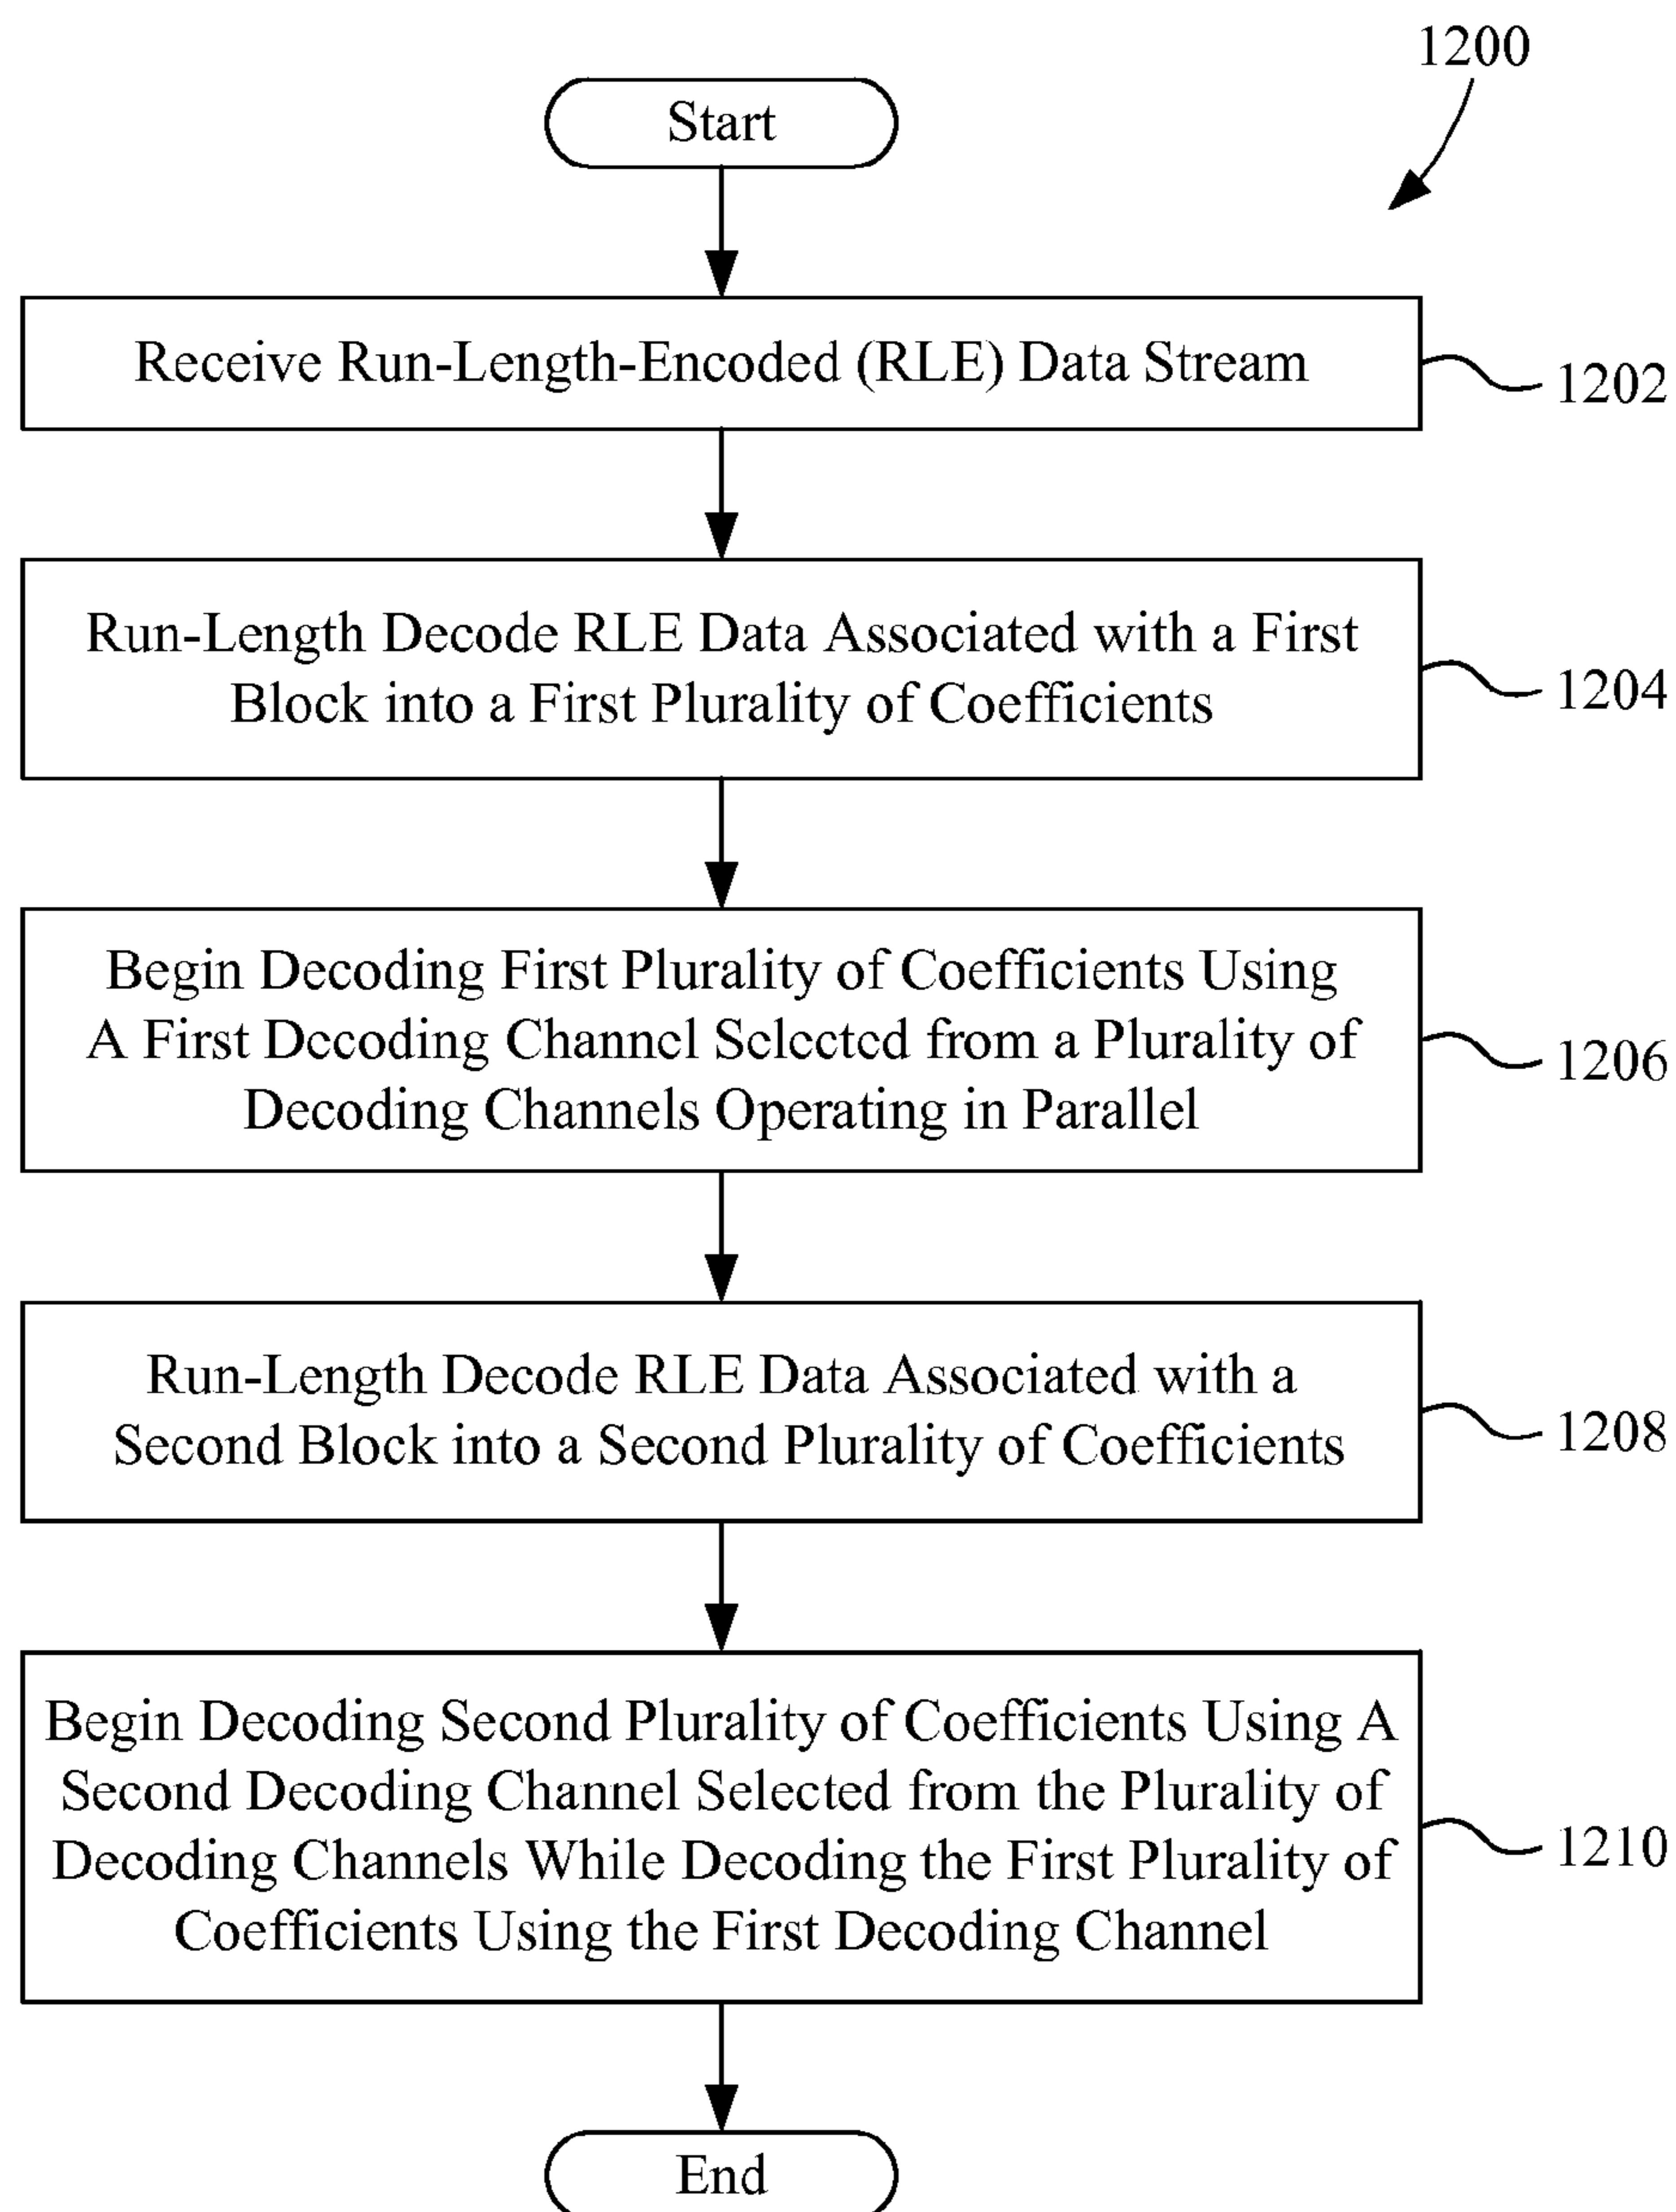 1200
Start
Receive Run-Length-Encoded (RLE) Data Stream
1202
Run-Length Decode RLE Data Associated with a First
Block into a First Plurality of Coefficients
1204
Begin Decoding First Plurality of Coefficients Using
A First Decoding Channel Selected from a Plurality of
Decoding Channels Operating in Parallel
1206
Run-Length Decode RLE Data Associated with a
Second Block into a Second Plurality of Coefficients
1208
Begin Decoding Second Plurality of Coefficients Using A
Second Decoding Channel Selected from the Plurality of
Decoding Channels While Decoding the First Plurality of
Coefficients Using the First Decoding Channel
1210
End